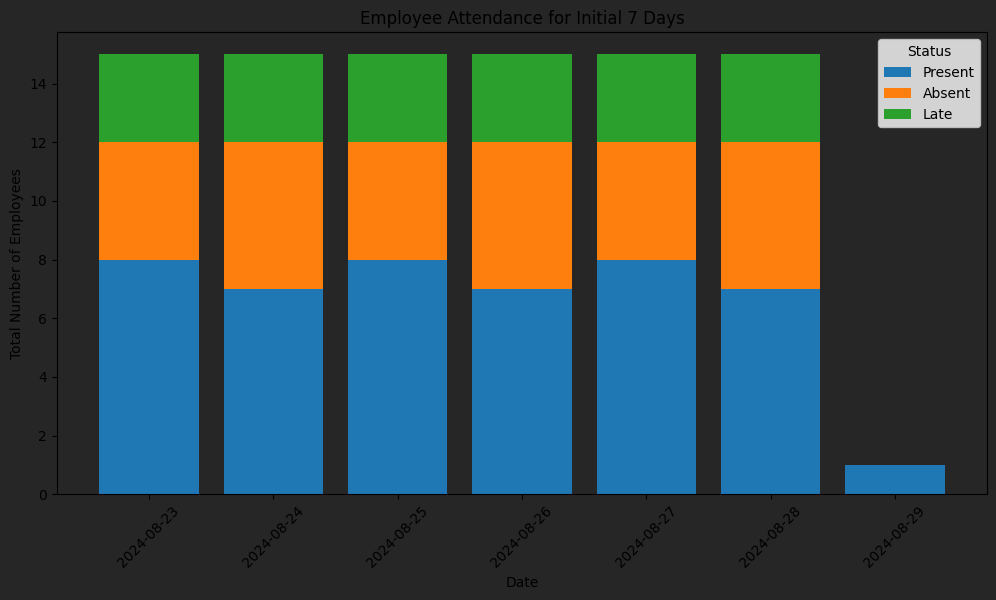 Employee Attendance for Initial 7 Days
Status
Present
Absent
Late
Total Number of Employees
14
12
10
8
6
4
2
0
2024-08-23
2024-08-24
2024-08-25
2024-08-26
2024-08-27
2024-08-28
2024-08-29
Date